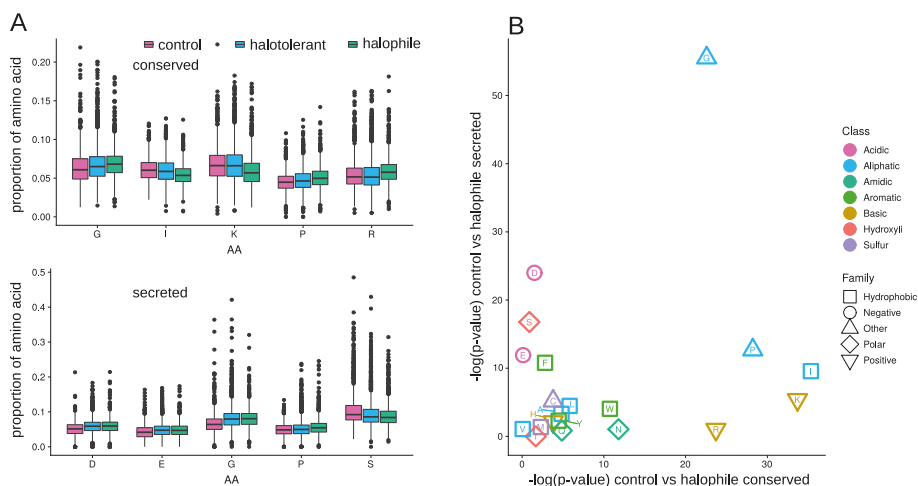 A
control
halotolerant
halophile
conserved
proportion of amino acid
0.20
0.15
0.10
0.05
0.00
G I K P R
AA
secreted
proportion of amino acid
0.5
0.4
0.3
0.2
0.1
0.0
D E G P S
AA
B
-log(p-value) control vs halophile secreted
50
40
30
20
10
0
G
D
S
E
F
P
I
K
C
A
H
W
Y
V
M
Q
N
R
0 10 20 30
-log(p-value) control vs halophile conserved
Class
Acidic
Aliphatic
Amidic
Aromatic
Basic
Hydroxyli
Sulfur
Family
Hydrophobic
Negative
Other
Polar
Positive